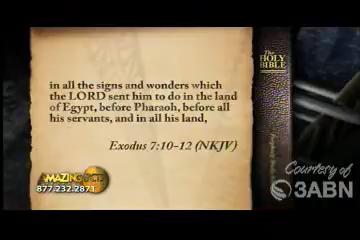 in all the signs and wonders which
the LORD sent him to do in the land
of Egypt, before Pharaoh, before all
his servants, and in all his land,
Exodus 7:10-12 (NKJV)
The
HOLY
BIBLE
AMAZING
877.232.2871
Courtesy of
3ABN